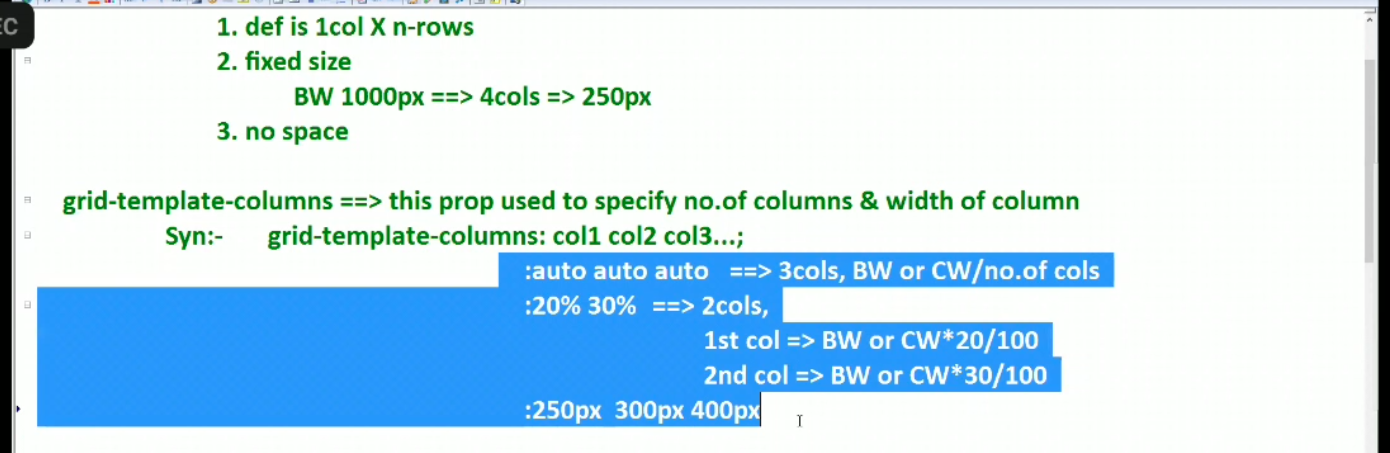 EC
1. def is 1col X n-rows
2. fixed size
BW 1000px ==> 4cols => 250px
3. no space
grid-template-columns ==> this prop used to specify no.of columns & width of column
Syn:- grid-template-columns: col1 col2 col3...;
:auto auto auto ==> 3cols, BW or CW/no.of cols
:20% 30% ==> 2cols,
1st col => BW or CW*20/100
2nd col => BW or CW*30/100
:250px 300px 400px